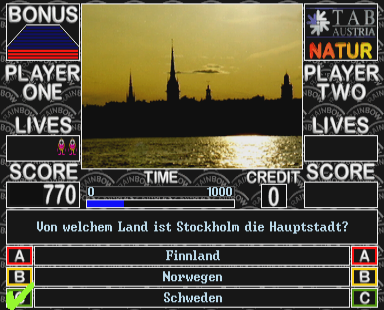 BONUS
TAB
AUSTRIA
NATUR
PLAYER
ONE
PLAYER
TWO
LIVES
LIVES
SCORE
770
TIME
0 1000
CREDIT
0
SCORE
Von welchem Land ist Stockholm die Hauptstadt?
A Finnland A
B Norwegen B
Schweden C